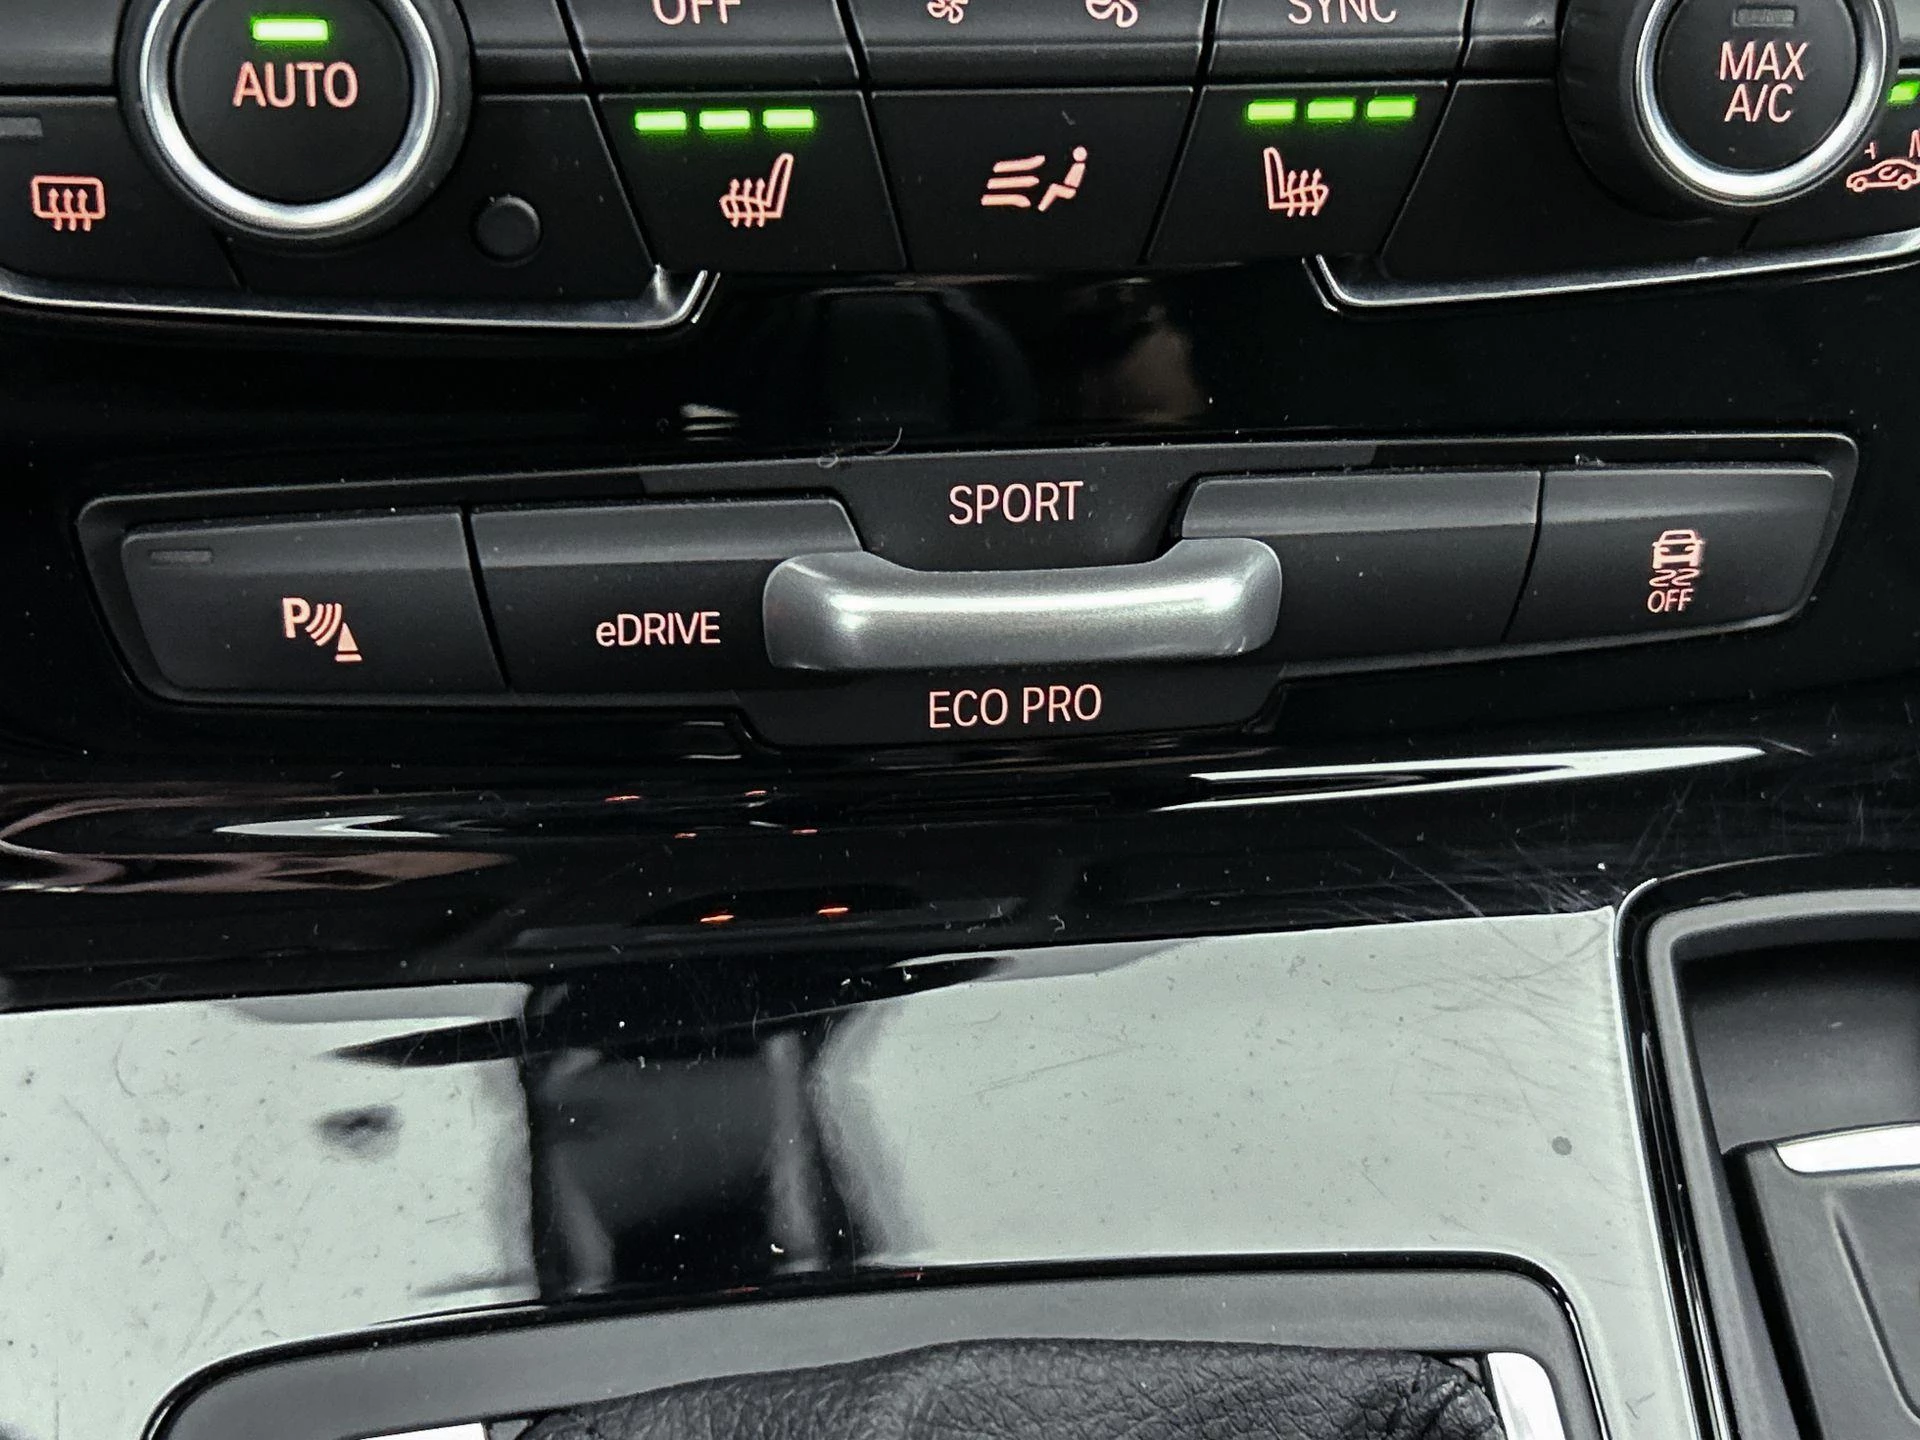 OFF
SYNC
AUTO
MAX
A/C
SPORT
P
eDRIVE
OFF
ECO PRO